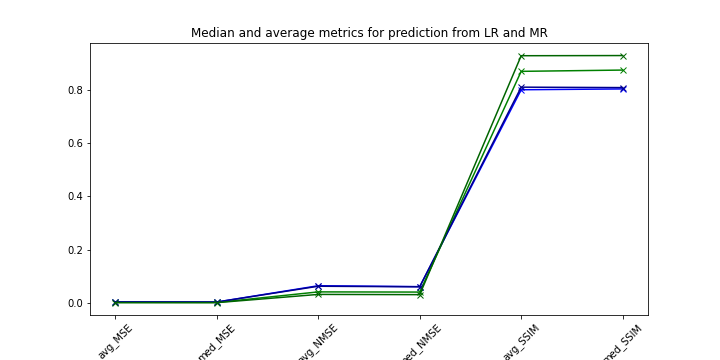 Median and average metrics for prediction from LR and MR
0.8
0.6
0.4
0.2
0.0
avg_MSE
med_MSE
avg_NMSE
med_NMSE
avg_SSIM
med_SSIM